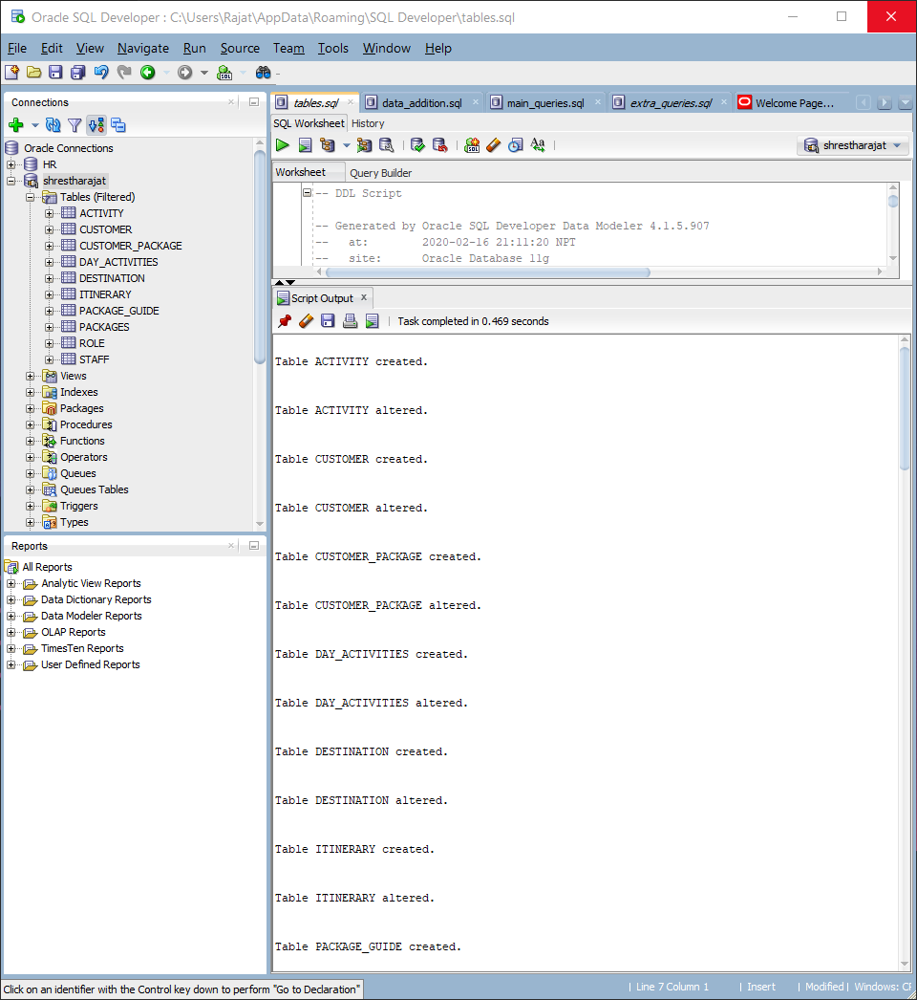 Oracle SQL Developer : C:\Users\Rajat\AppData\Roaming\SQL Developer\tables.sql
File Edit View Navigate Run Source Team Tools Window Help
Connections
Oracle Connections
HR
shrestharajat
Tables (Filtered)
ACTIVITY
CUSTOMER
CUSTOMER_PACKAGE
DAY_ACTIVITIES
DESTINATION
ITINERARY
PACKAGE_GUIDE
PACKAGES
ROLE
STAFF
Views
Indexes
Packages
Procedures
Functions
Operators
Queues
Queues Tables
Triggers
Types
Reports
All Reports
Analytic View Reports
Data Dictionary Reports
Data Modeler Reports
OLAP Reports
TimesTen Reports
User Defined Reports
tables.sql data_addition.sql main_queries.sql extra_queries.sql Welcome Page...
SQL Worksheet History
shrestharajat
Worksheet Query Builder
-- DDL Script
-- Generated by Oracle SQL Developer Data Modeler 4.1.5.907
-- at: 2020-02-16 21:11:20 NPT
-- site: Oracle Database 11g
Script Output x
Task completed in 0.469 seconds
Table ACTIVITY created.
Table ACTIVITY altered.
Table CUSTOMER created.
Table CUSTOMER altered.
Table CUSTOMER_PACKAGE created.
Table CUSTOMER_PACKAGE altered.
Table DAY_ACTIVITIES created.
Table DAY_ACTIVITIES altered.
Table DESTINATION created.
Table DESTINATION altered.
Table ITINERARY created.
Table ITINERARY altered.
Table PACKAGE_GUIDE created.
Click on an identifier with the Control key down to perform "Go to Declaration"
| Line 7 Column 1 | Insert | Modified | Windows: